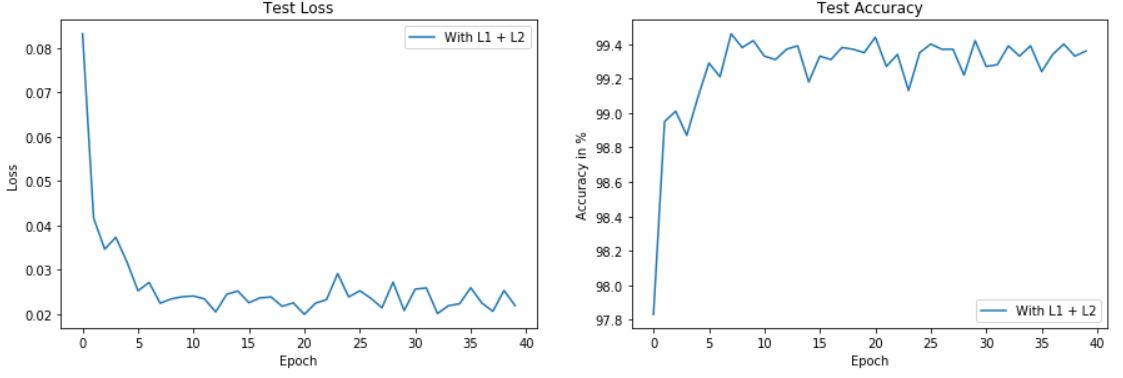 Test Loss
With L1 + L2
0.08
0.07
0.06
0.05
0.04
0.03
0.02
Loss
0 5 10 15 20 25 30 35 40
Epoch
Test Accuracy
99.4
99.2
99.0
98.8
98.6
98.4
98.2
98.0
97.8
Accuracy in %
With L1 + L2
0 5 10 15 20 25 30 35 40
Epoch